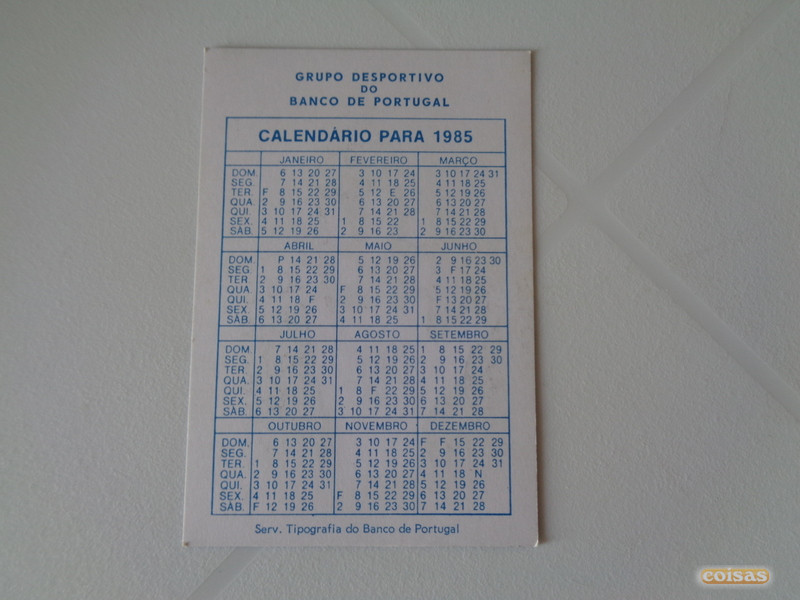 GRUPO DESPORTIVO
DO
BANCO DE PORTUGAL
CALENDÁRIO PARA 1985
JANEIRO FEVEREIRO MARÇO
DOM. 6 13 20 27 3 10 17 24 3 10 17 24 31
SEG. 7 14 21 28 4 11 18 25 4 11 18 25
TER. F 8 15 22 29 5 12 E 26 5 12 19 26
QUA. 2 9 16 23 30 6 13 20 27 6 13 20 27
QUI. 3 10 17 24 31 7 14 21 28 7 14 21 28
SEX. 4 11 18 25 1 8 15 22 1 8 15 22 29
SÁB. 5 12 19 26 2 9 16 23 2 9 16 23 30
ABRIL MAIO JUNHO
DOM. P 14 21 28 5 12 19 26 2 9 16 23 30
SEG. 1 8 15 22 29 6 13 20 27 3 F 17 24
TER. 2 9 16 23 30 7 14 21 28 4 11 18 25
QUA. 3 10 17 24 F 8 15 22 29 5 12 19 26
QUI. 4 11 18 F 2 9 16 23 30 F 13 20 27
SEX. 5 12 19 26 3 10 17 24 31 7 14 21 28
SÁB. 6 13 20 27 4 11 18 25 1 8 15 22 29
JULHO AGOSTO SETEMBRO
DOM. 7 14 21 28 4 11 18 25 1 8 15 22 29
SEG. 1 8 15 22 29 5 12 19 26 2 9 16 23 30
TER. 2 9 16 23 30 6 13 20 27 3 10 17 24
QUA. 3 10 17 24 31 7 14 21 28 4 11 18 25
QUI. 4 11 18 25 1 8 F 22 29 5 12 19 26
SEX. 5 12 19 26 2 9 16 23 30 6 13 20 27
SÁB. 6 13 20 27 3 10 17 24 31 7 14 21 28
OUTUBRO NOVEMBRO DEZEMBRO
DOM. 6 13 20 27 3 10 17 24 F F 15 22 29
SEG. 7 14 21 28 4 11 18 25 2 9 16 23 30
TER. 1 8 15 22 29 5 12 19 26 3 10 17 24 31
QUA. 2 9 16 23 30 6 13 20 27 4 11 18 N
QUI. 3 10 17 24 31 7 14 21 28 5 12 19 26
SEX. 4 11 18 25 F 8 15 22 29 6 13 20 27
SÁB. F 12 19 26 2 9 16 23 30 7 14 21 28
Serv. Tipografia do Banco de Portugal
coisas